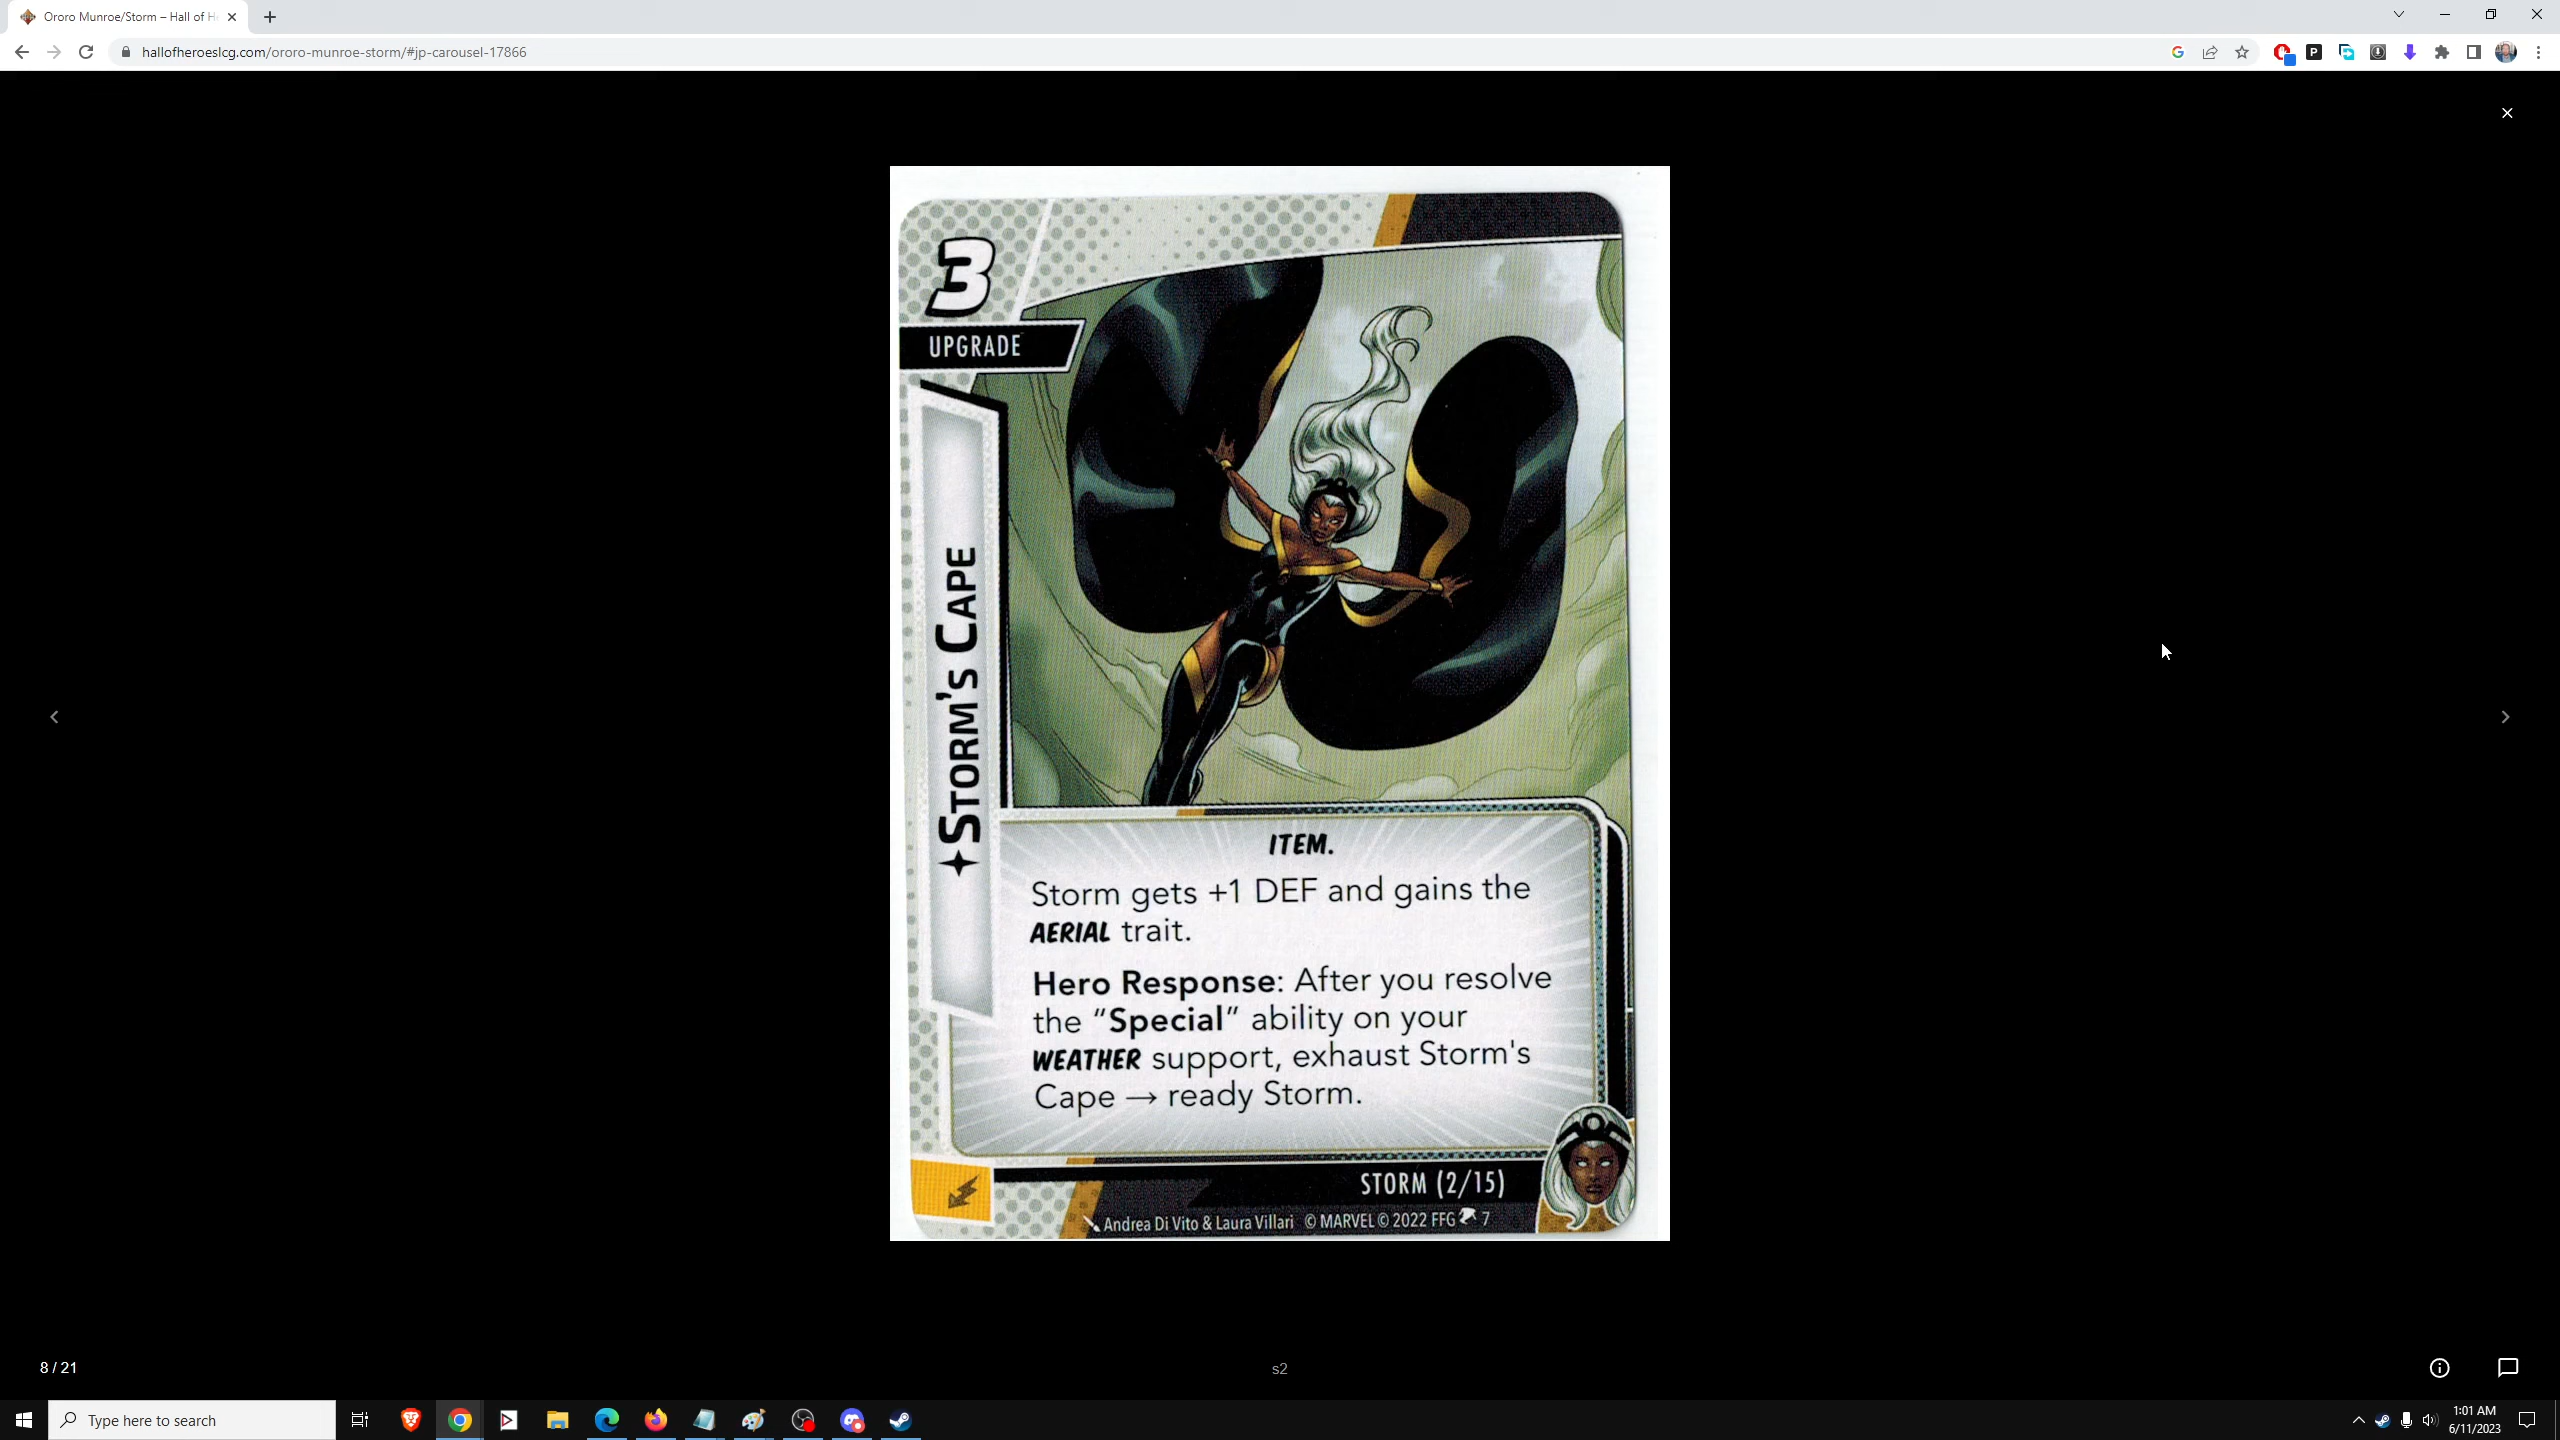 Ororo Munroe/Storm – Hall of H
hallofheroeslcg.com/ororo-munroe-storm/#jp-carousel-17866
3
UPGRADE
STORM'S CAPE
ITEM.
Storm gets +1 DEF and gains the
AERIAL trait.
Hero Response: After you resolve
the “Special” ability on your
WEATHER support, exhaust Storm's
Cape → ready Storm.
STORM (2/15)
Andrea Di Vito & Laura Villari © MARVEL © 2022 FFG 7
8 / 21
s2
Type here to search
1:01 AM
6/11/2023